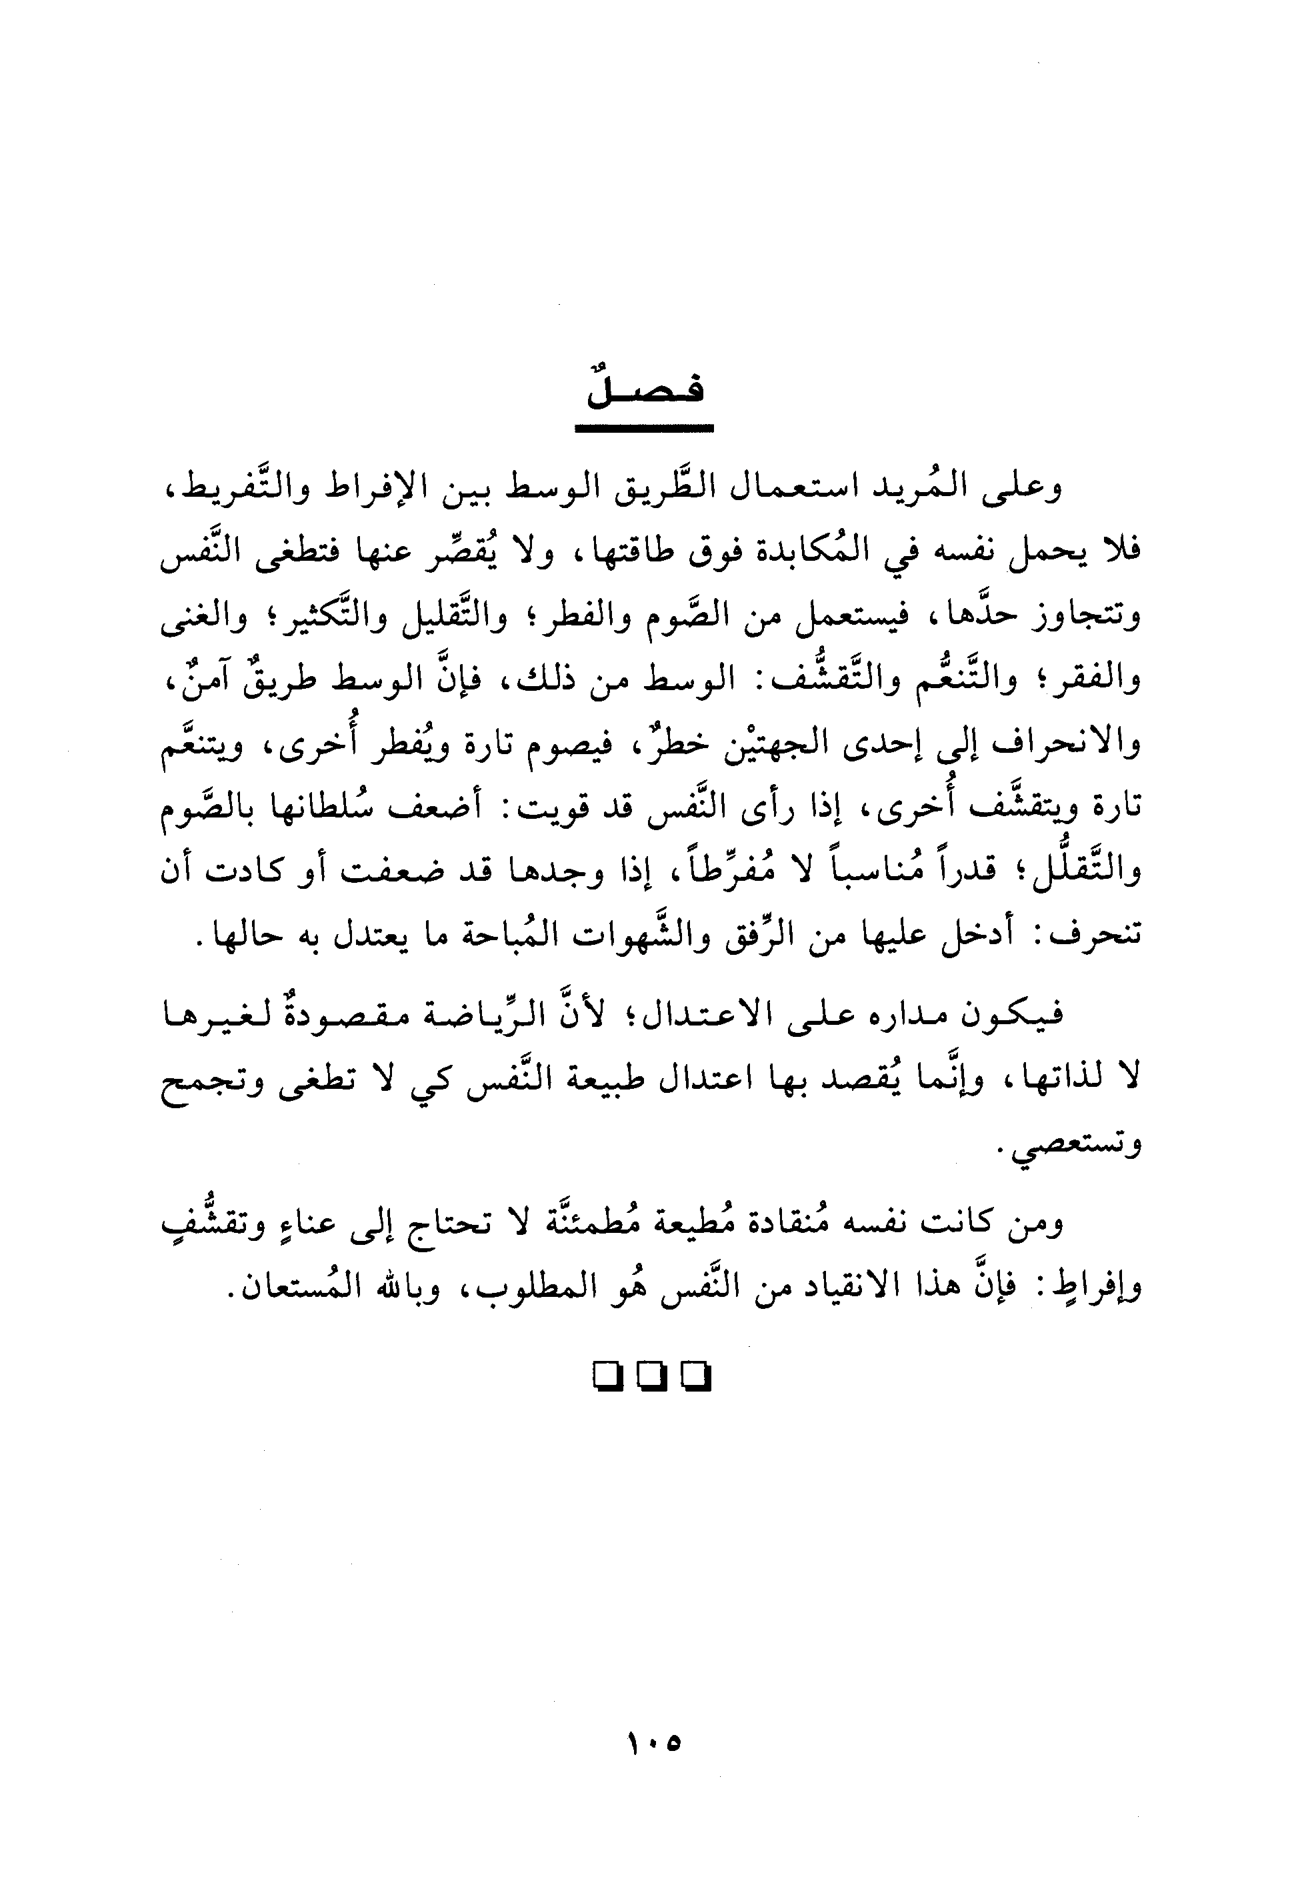 فصلٌ
وعلى المُريد استعمال الطَّريق الوسط بين الإفراط والتَّفريط،
فلا يحمل نفسه في المُكابدة فوق طاقتها، ولا يُقصِّر عنها فتطغى النَّفس
وتتجاوز حدَّها، فيستعمل من الصَّوم والفطر؛ والتَّقليل والتَّكثير؛ والغنى
والفقر؛ والتَّنعُّم والتَّقشُّف: الوسط من ذلك، فإنَّ الوسط طريقٌ آمنٌ،
والانحراف إلى إحدى الجهتيْن خطرٌ، فيصوم تارة ويُفطر أُخرى، ويتنعَّم
تارة ويتقشَّف أُخرى، إذا رأى النَّفس قد قويت: أضعف سُلطانها بالصَّوم
والتَّقلُّل؛ قدراً مُناسباً لا مُفرِّطاً، إذا وجدها قد ضعفت أو كادت أن
تنحرف: أدخل عليها من الرِّفق والشَّهوات المُباحة ما يعتدل به حالها.
فيكون مداره على الاعتدال؛ لأنَّ الرِّياضة مقصودةٌ لغيرها
لا لذاتها، وإنَّما يُقصد بها اعتدال طبيعة النَّفس كي لا تطغى وتجمح
وتستعصي.
ومن كانت نفسه مُنقادة مُطيعة مُطمئنَّة لا تحتاج إلى عناءٍ وتقشُّفٍ
وإفراطٍ: فإنَّ هذا الانقياد من النَّفس هُو المطلوب، وبالله المُستعان.
١٠٥